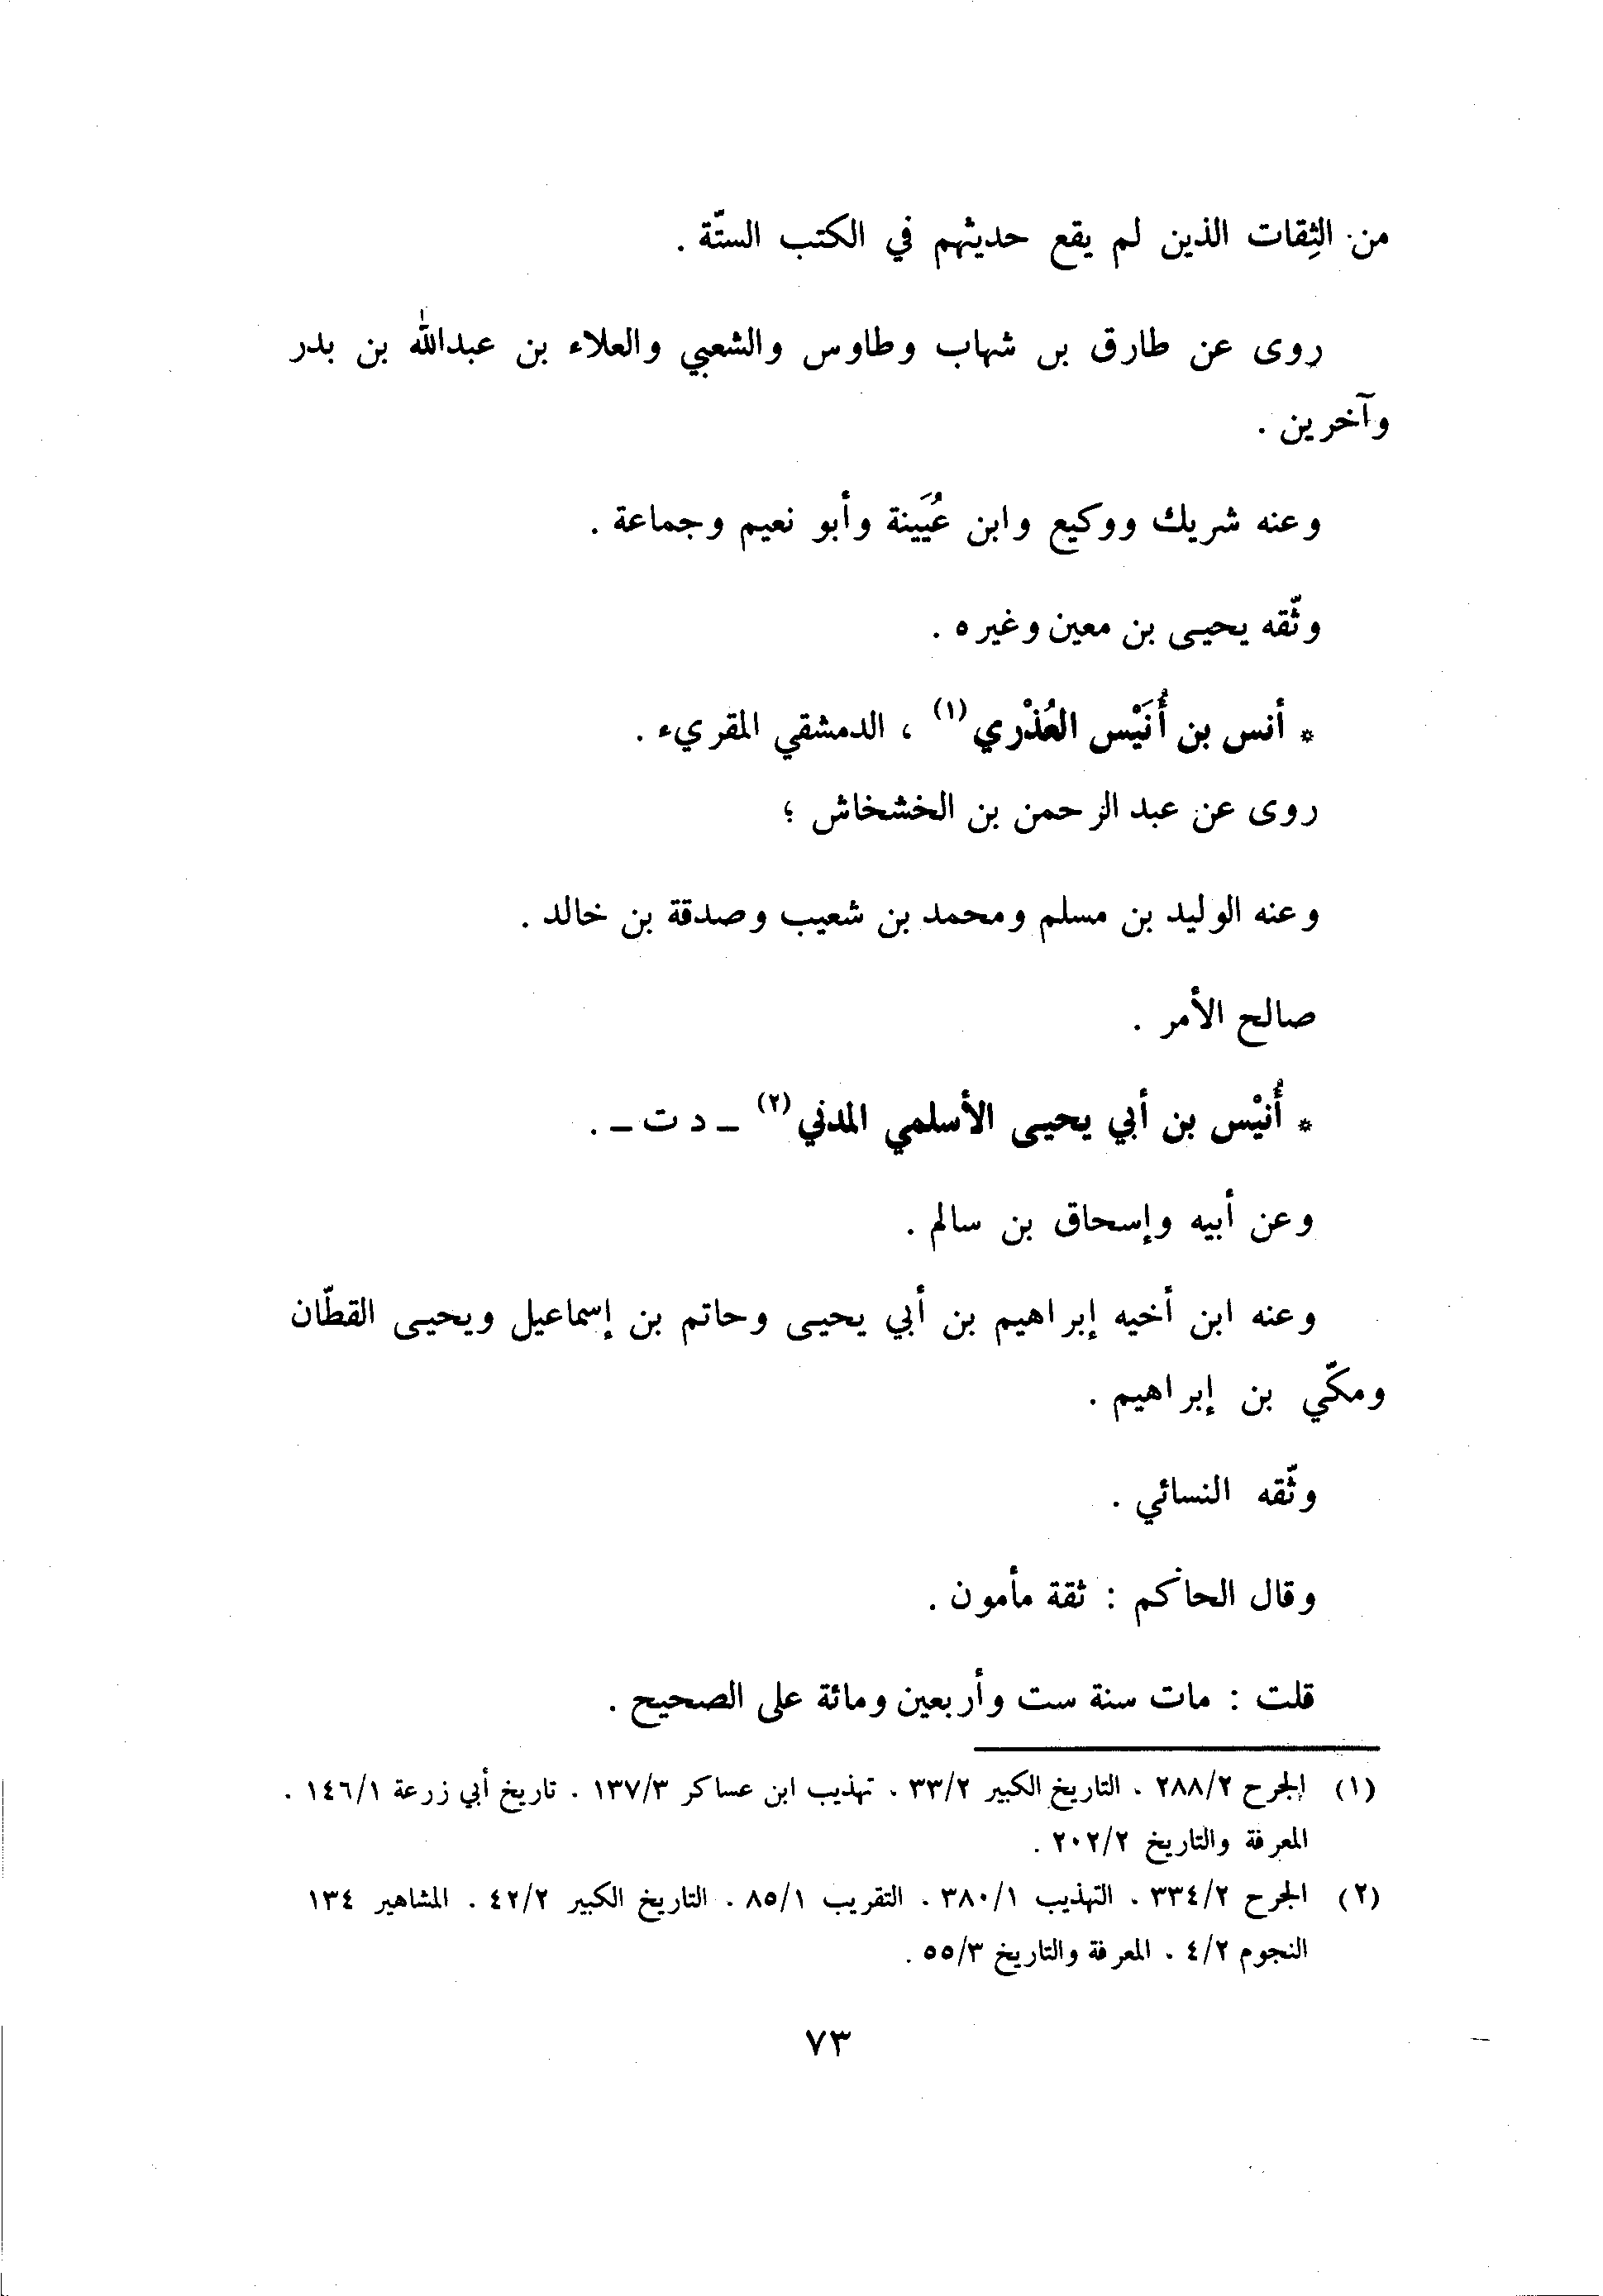 من الثِقات الذين لم يقع حديثهم في الكتب الستّة .
روى عن طارق بن شهاب وطاوس والشعبي والعلاء بن عبدالله بن بدر
وآخرين .
وعنه شريك ووكيع وابن عُيَينة وأبو نعيم وجماعة .
وثّقه يحيى بن معين وغيره .
* أنس بن أُنَيْس العُذْري (١) ، الدمشقي المقريء .
روى عن عبد الرحمن بن الخشخاش ؛
وعنه الوليد بن مسلم ومحمد بن شعيب وصدقة بن خالد .
صالح الأمر .
* أُنيْس بن أبي يحيى الأسلمي المدني (٢) ـ د ت ـ .
وعن أبيه وإسحاق بن سالم .
وعنه ابن أخيه إبراهيم بن أبي يحيى وحاتم بن إسماعيل ويحيى القطّان
ومكّي بن إبراهيم .
وثّقه النسائي .
وقال الحاكم : ثقة مأمون .
قلت : مات سنة ست وأربعين ومائة على الصحيح .
(١) الجرح ٢٨٨/٢ . التاريخ الكبير ٣٣/٢ . تهذيب ابن عساكر ١٣٧/٣ . تاريخ أبي زرعة ١٤٦/١ .
المعرفة والتاريخ ٢٠٢/٢ .
(٢) الجرح ٣٣٤/٢ . التهذيب ٣٨٠/١ . التقريب ٨٥/١ . التاريخ الكبير ٤٢/٢ . المشاهير ١٣٤
النجوم ٤/٢ . المعرفة والتاريخ ٥٥/٣ .
٧٣